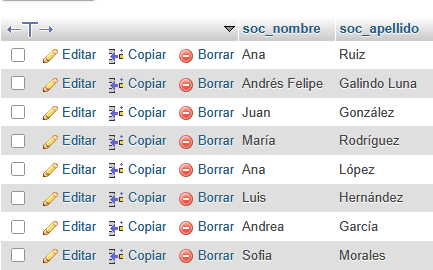 soc_nombre soc_apellido
Editar Copiar Borrar Ana Ruiz
Editar Copiar Borrar Andrés Felipe Galindo Luna
Editar Copiar Borrar Juan González
Editar Copiar Borrar María Rodríguez
Editar Copiar Borrar Ana López
Editar Copiar Borrar Luis Hernández
Editar Copiar Borrar Andrea García
Editar Copiar Borrar Sofia Morales